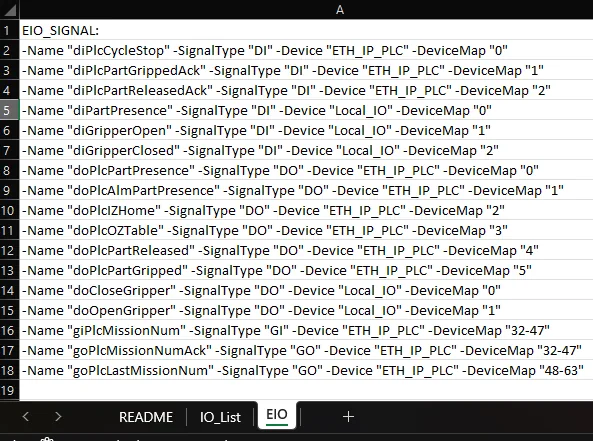 A
1 EIO_SIGNAL:
2 -Name "diPlcCycleStop" -SignalType "DI" -Device "ETH_IP_PLC" -DeviceMap "0"
3 -Name "diPlcPartGrippedAck" -SignalType "DI" -Device "ETH_IP_PLC" -DeviceMap "1"
4 -Name "diPlcPartReleasedAck" -SignalType "DI" -Device "ETH_IP_PLC" -DeviceMap "2"
5 -Name "diPartPresence" -SignalType "DI" -Device "Local_IO" -DeviceMap "0"
6 -Name "diGripperOpen" -SignalType "DI" -Device "Local_IO" -DeviceMap "1"
7 -Name "diGripperClosed" -SignalType "DI" -Device "Local_IO" -DeviceMap "2"
8 -Name "doPlcPartPresence" -SignalType "DO" -Device "ETH_IP_PLC" -DeviceMap "0"
9 -Name "doPlcAlmPartPresence" -SignalType "DO" -Device "ETH_IP_PLC" -DeviceMap "1"
10 -Name "doPlcIZHome" -SignalType "DO" -Device "ETH_IP_PLC" -DeviceMap "2"
11 -Name "doPlcOZTable" -SignalType "DO" -Device "ETH_IP_PLC" -DeviceMap "3"
12 -Name "doPlcPartReleased" -SignalType "DO" -Device "ETH_IP_PLC" -DeviceMap "4"
13 -Name "doPlcPartGripped" -SignalType "DO" -Device "ETH_IP_PLC" -DeviceMap "5"
14 -Name "doCloseGripper" -SignalType "DO" -Device "Local_IO" -DeviceMap "0"
15 -Name "doOpenGripper" -SignalType "DO" -Device "Local_IO" -DeviceMap "1"
16 -Name "giPlcMissionNum" -SignalType "GI" -Device "ETH_IP_PLC" -DeviceMap "32-47"
17 -Name "goPlcMissionNumAck" -SignalType "GO" -Device "ETH_IP_PLC" -DeviceMap "32-47"
18 -Name "goPlcLastMissionNum" -SignalType "GO" -Device "ETH_IP_PLC" -DeviceMap "48-63"
19
README IO_List EIO